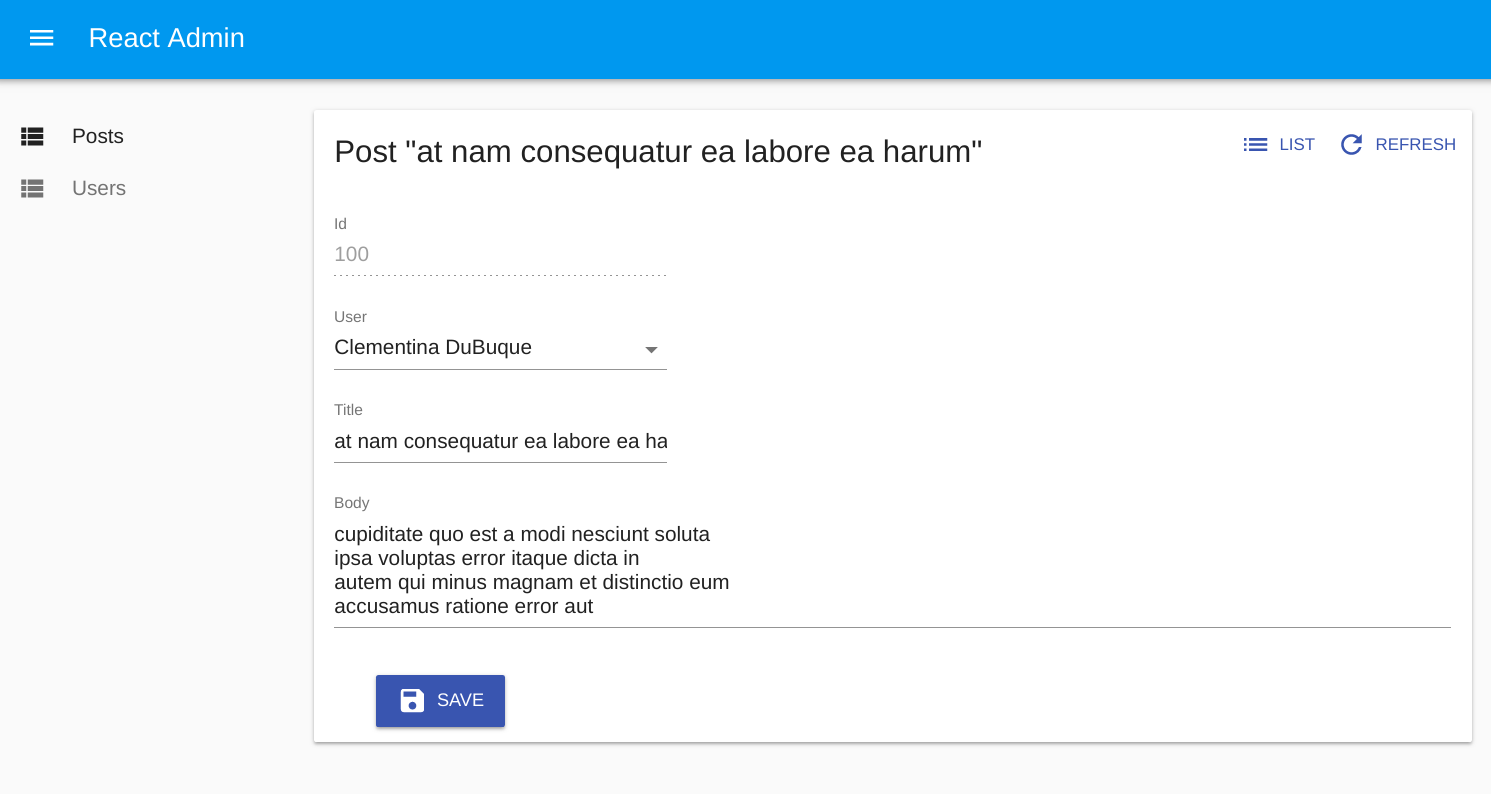 React Admin
Posts
Users
Post "at nam consequatur ea labore ea harum"
LIST
REFRESH
Id
100
User
Clementina DuBuque
Title
at nam consequatur ea labore ea ha
Body
cupiditate quo est a modi nesciunt soluta
ipsa voluptas error itaque dicta in
autem qui minus magnam et distinctio eum
accusamus ratione error aut
SAVE